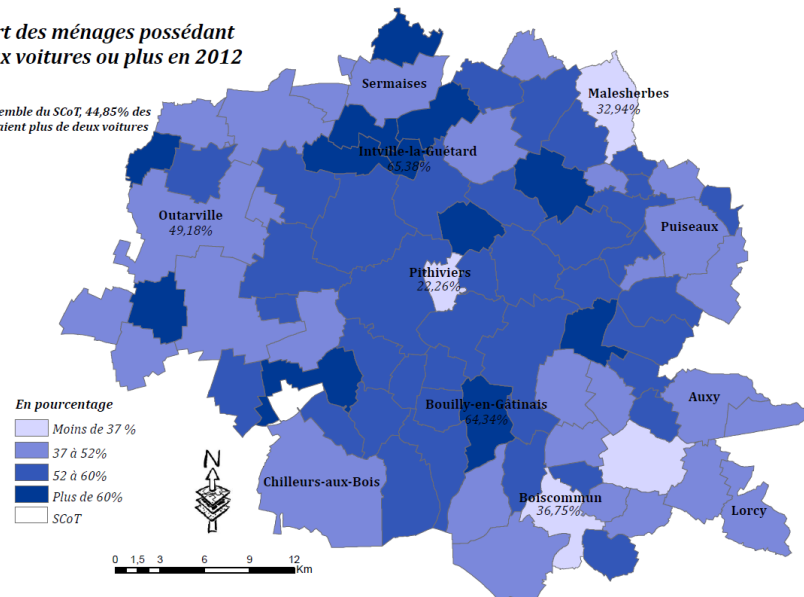 rt des ménages possédant
x voitures ou plus en 2012
emble du SCoT, 44,85% des
aient plus de deux voitures
Sermaises
Malesherbes
32,94%
Intville-la-Guétard
65,38%
Outarville
49,18%
Puiseaux
Pithiviers
22,26%
Bouilly-en-Gâtinais
64,34%
Auxy
Chilleurs-aux-Bois
Boiscommun
36,75%
Lorcy
En pourcentage
Moins de 37 %
37 à 52%
52 à 60%
Plus de 60%
SCoT
N
0 1,5 3 6 9 12
Km